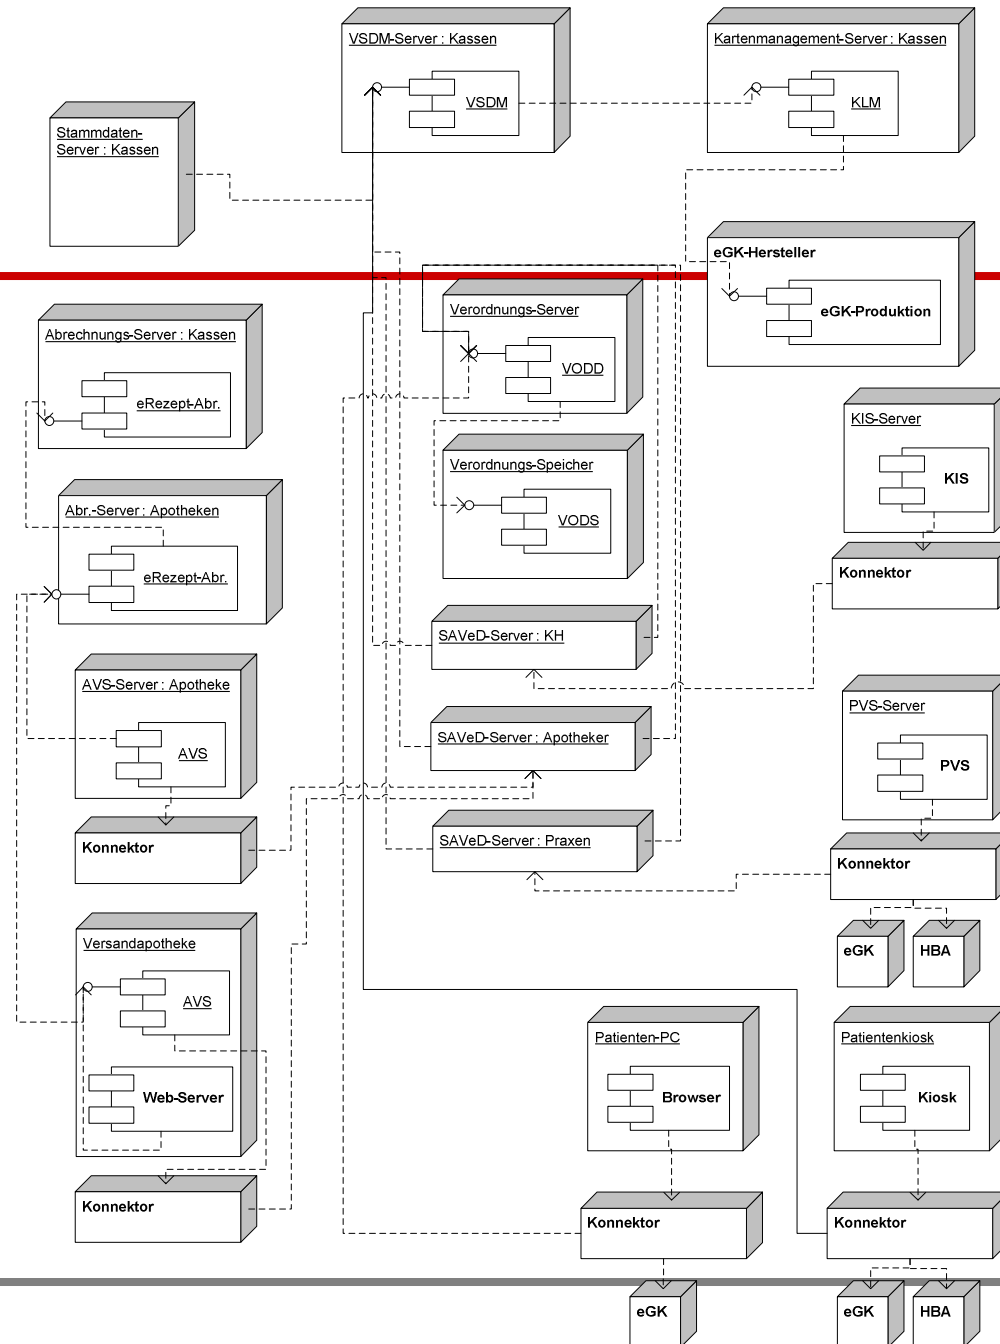 VSDM-Server : Kassen
VSDM
Kartenmanagement-Server : Kassen
KLM
Stammdaten-
Server : Kassen
eGK-Hersteller
eGK-Produktion
Verordnungs-Server
VODD
Abrechnungs-Server : Kassen
eRezept-Abr.
KIS-Server
KIS
Verordnungs-Speicher
VODS
Abr.-Server : Apotheken
eRezept-Abr.
Konnektor
SAVeD-Server : KH
AVS-Server : Apotheke
AVS
PVS-Server
PVS
SAVeD-Server : Apotheker
SAVeD-Server : Praxen
Konnektor
Konnektor
eGK
HBA
Versandapotheke
AVS
Web-Server
Patienten-PC
Browser
Patientenkiosk
Kiosk
Konnektor
Konnektor
Konnektor
eGK
eGK
HBA